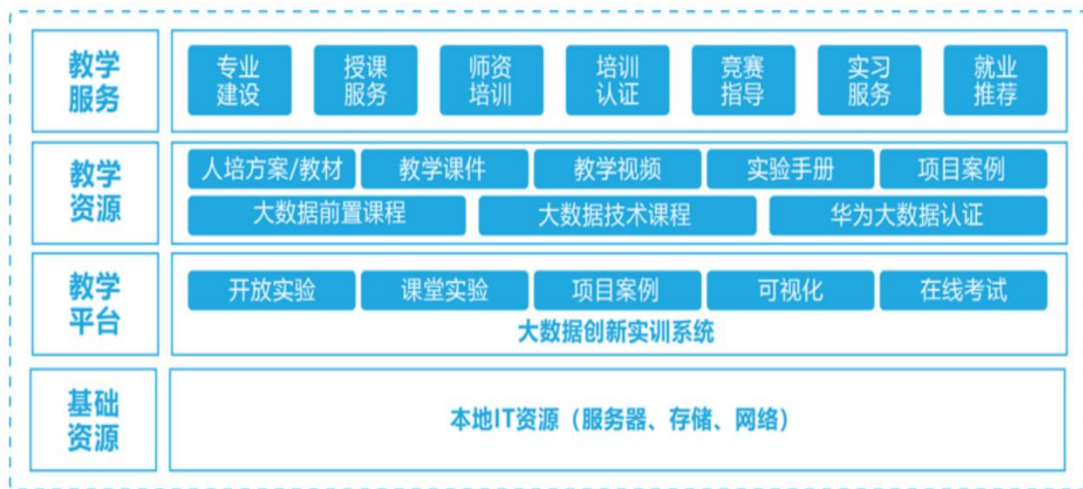 教学
服务
专业
建设
授课
服务
师资
培训
培训
认证
竞赛
指导
实习
服务
就业
推荐
教学
资源
人培方案/教材
教学课件
教学视频
实验手册
项目案例
大数据前置课程
大数据技术课程
华为大数据认证
教学
平台
开放实验
课堂实验
项目案例
可视化
在线考试
大数据创新实训系统
基础
资源
本地IT资源（服务器、存储、网络）